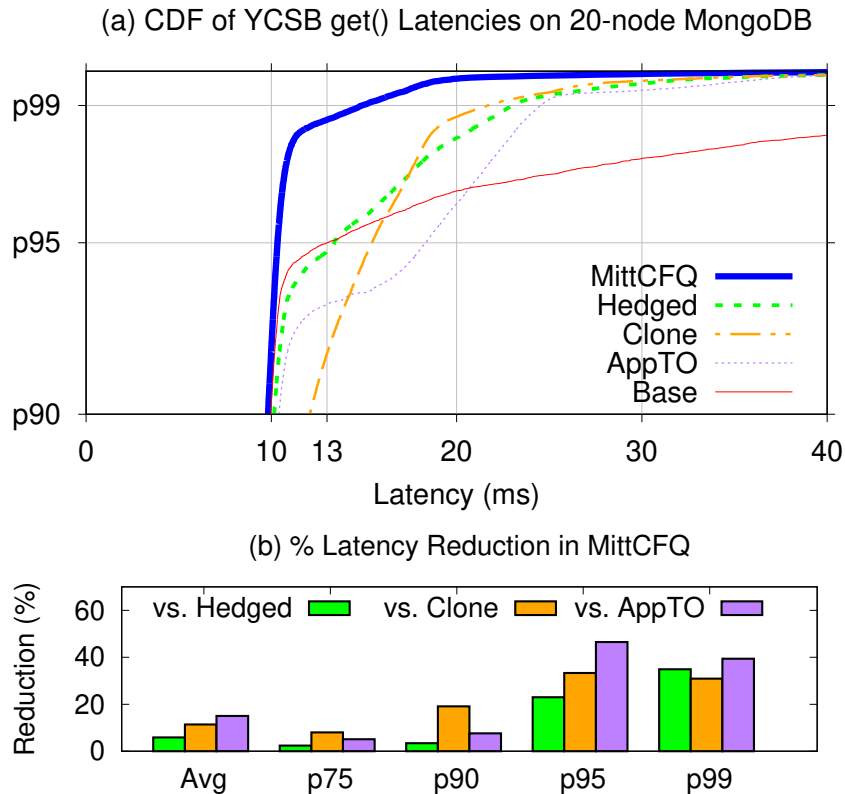 (a) CDF of YCSB get() Latencies on 20-node MongoDB
p99
p95
p90
MittCFQ
Hedged
Clone
AppTO
Base
0 10 13 20 30 40
Latency (ms)
(b) % Latency Reduction in MittCFQ
Reduction (%)
60
40
20
0
vs. Hedged vs. Clone vs. AppTO
Avg p75 p90 p95 p99